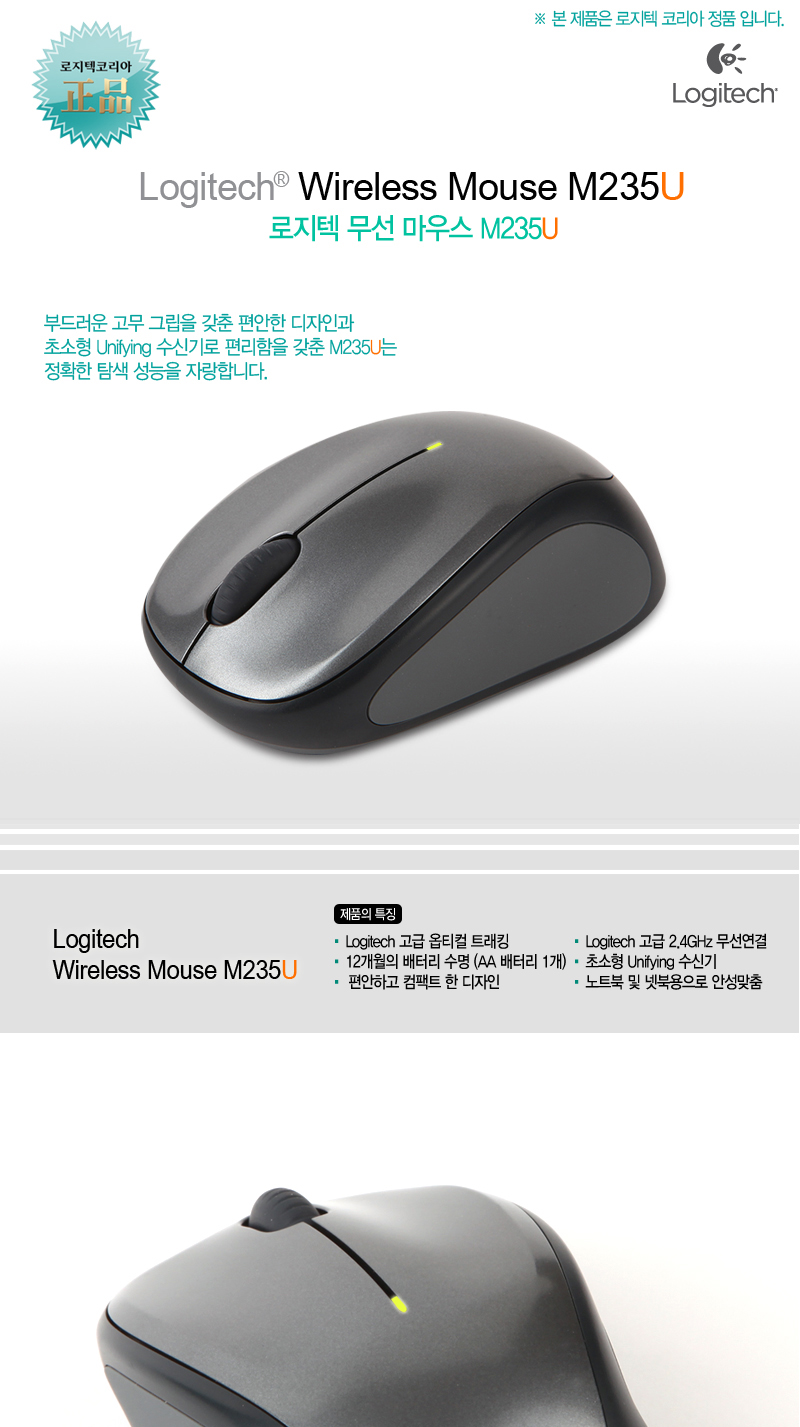 ※ 본 제품은 로지텍 코리아 정품 입니다.
로지텍코리아
正品
Logitech
Logitech® Wireless Mouse M235U
로지텍 무선 마우스 M235U
부드러운 고무 그립을 갖춘 편안한 디자인과
초소형 Unifying 수신기로 편리함을 갖춘 M235U는
정확한 탐색 성능을 자랑합니다.
Logitech
Wireless Mouse M235U
제품의 특징
· Logitech 고급 옵티컬 트래킹
· 12개월의 배터리 수명 (AA 배터리 1개)
· 편안하고 컴팩트 한 디자인
· Logitech 고급 2.4GHz 무선연결
· 초소형 Unifying 수신기
· 노트북 및 넷북용으로 안성맞춤